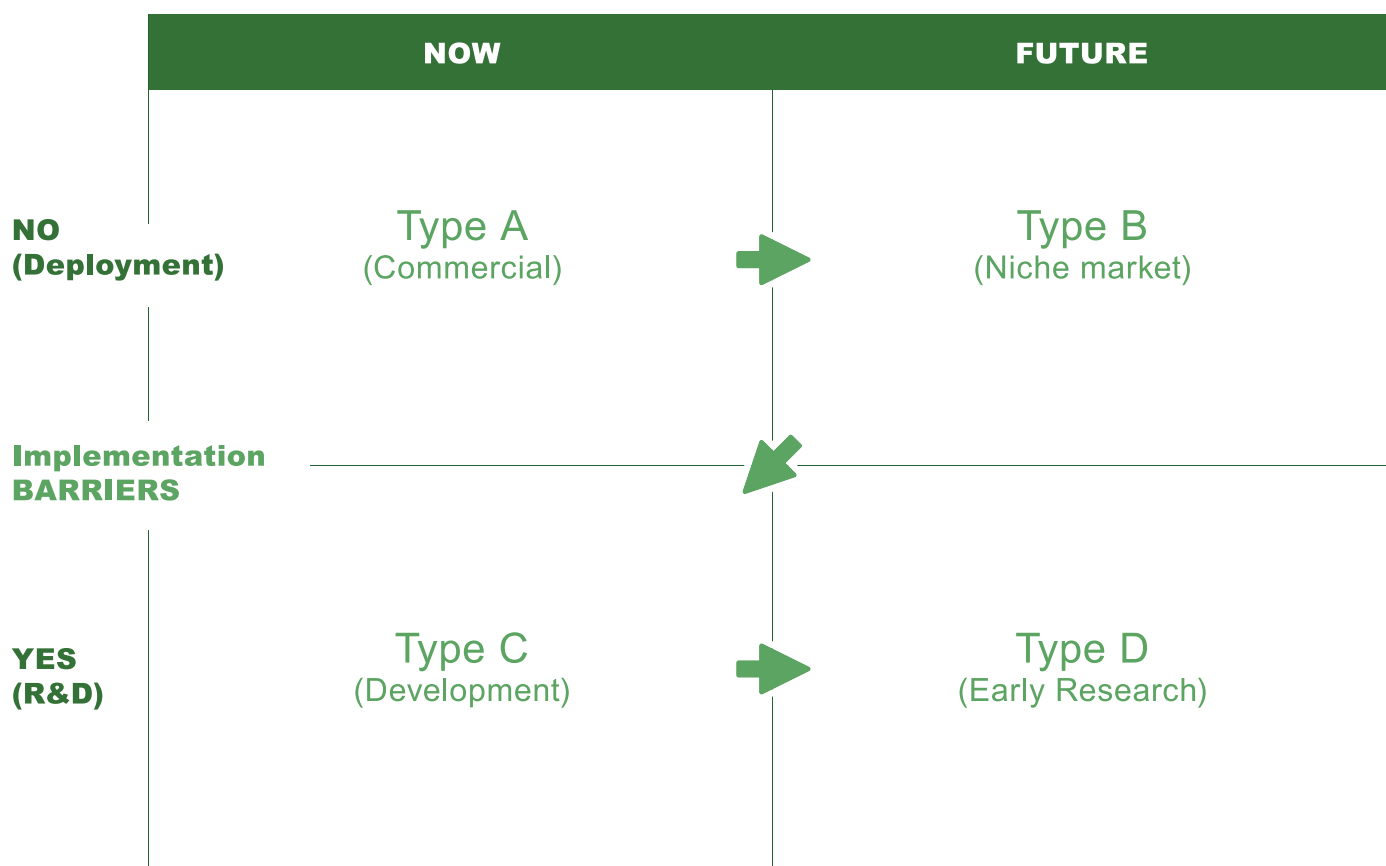 NOW
FUTURE
NO
(Deployment)
Type A
(Commercial)
Type B
(Niche market)
Implementation
BARRIERS
YES
(R&D)
Type C
(Development)
Type D
(Early Research)